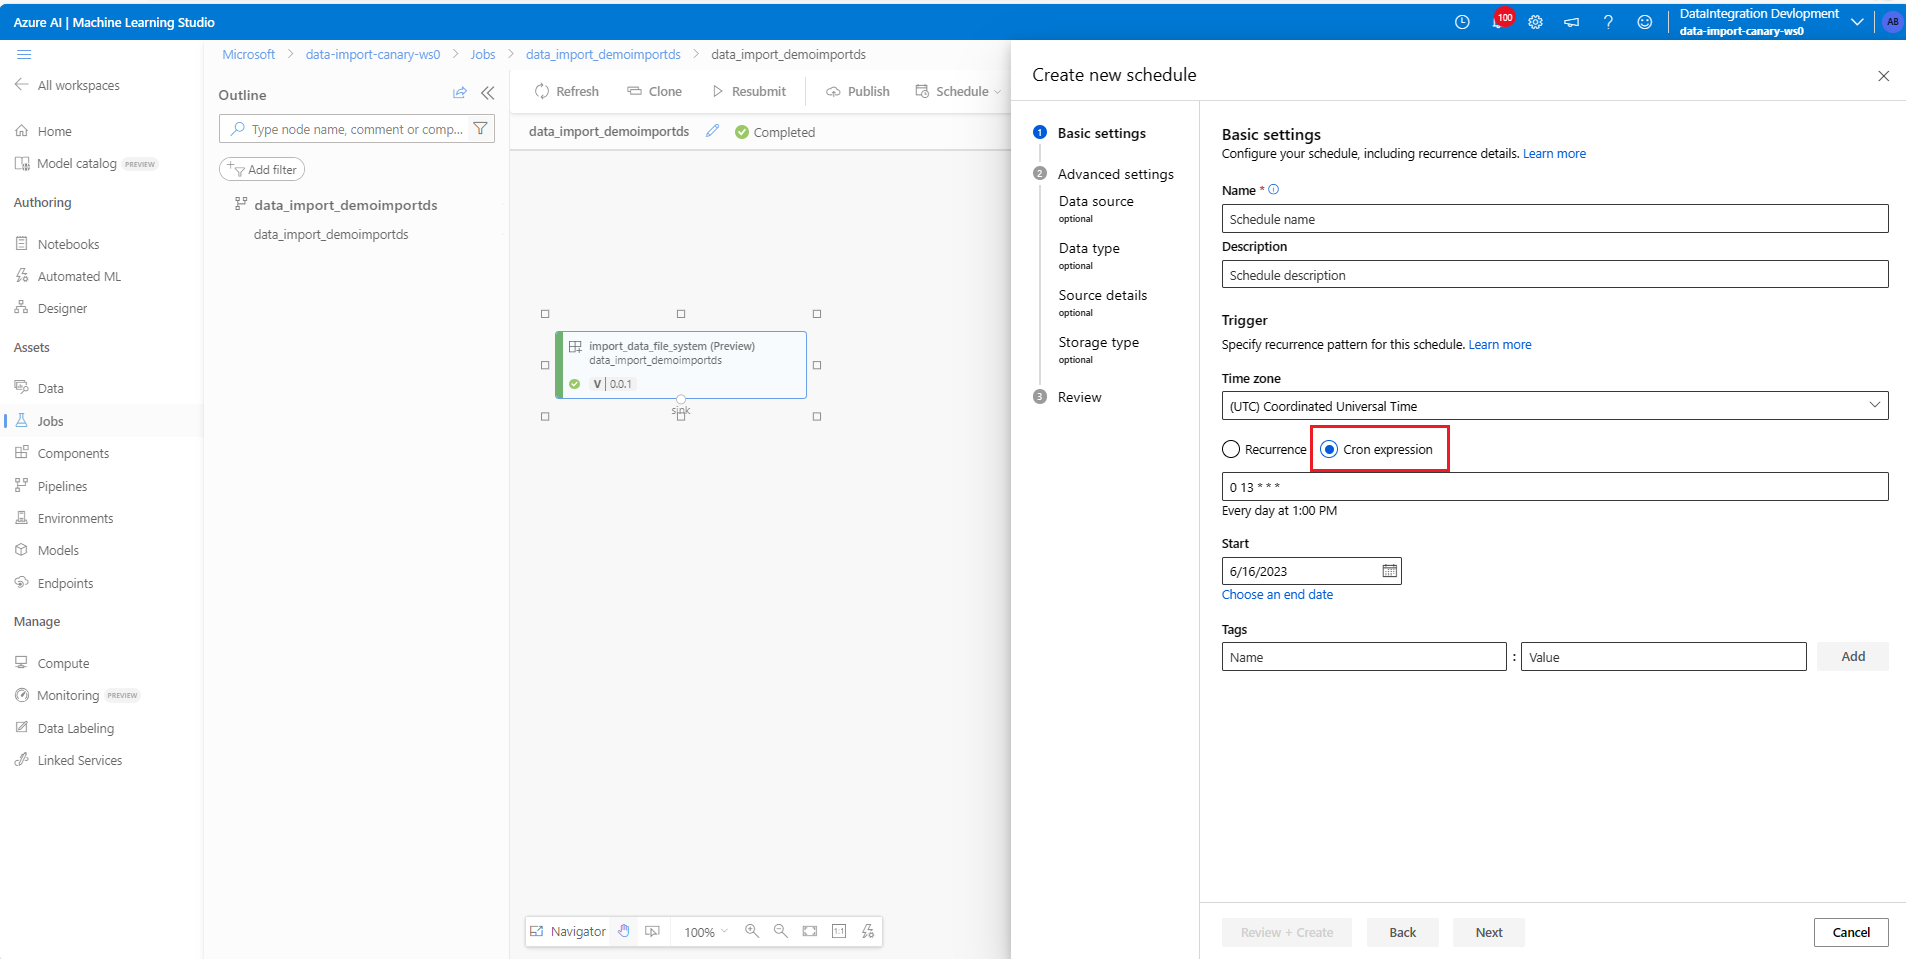 Azure AI | Machine Learning Studio
100
DataIntegration Devlopment
data-import-canary-ws0
AB
All workspaces
Home
Model catalog PREVIEW
Authoring
Notebooks
Automated ML
Designer
Assets
Data
Jobs
Components
Pipelines
Environments
Models
Endpoints
Manage
Compute
Monitoring PREVIEW
Data Labeling
Linked Services
Microsoft > data-import-canary-ws0 > Jobs > data_import_demoimportds > data_import_demoimportds
Outline
Type node name, comment or comp...
Add filter
data_import_demoimportds
data_import_demoimportds
Refresh Clone Resubmit Publish Schedule
data_import_demoimportds Completed
import_data_file_system (Preview)
data_import_demoimportds
V | 0.0.1
sink
Navigator 100% 1:1
Create new schedule
1 Basic settings
2 Advanced settings
Data source
optional
Data type
optional
Source details
optional
Storage type
optional
3 Review
Basic settings
Configure your schedule, including recurrence details. Learn more
Name *
Schedule name
Description
Schedule description
Trigger
Specify recurrence pattern for this schedule. Learn more
Time zone
(UTC) Coordinated Universal Time
Recurrence Cron expression
0 13 * * *
Every day at 1:00 PM
Start
6/16/2023
Choose an end date
Tags
Name : Value Add
Review + Create Back Next Cancel